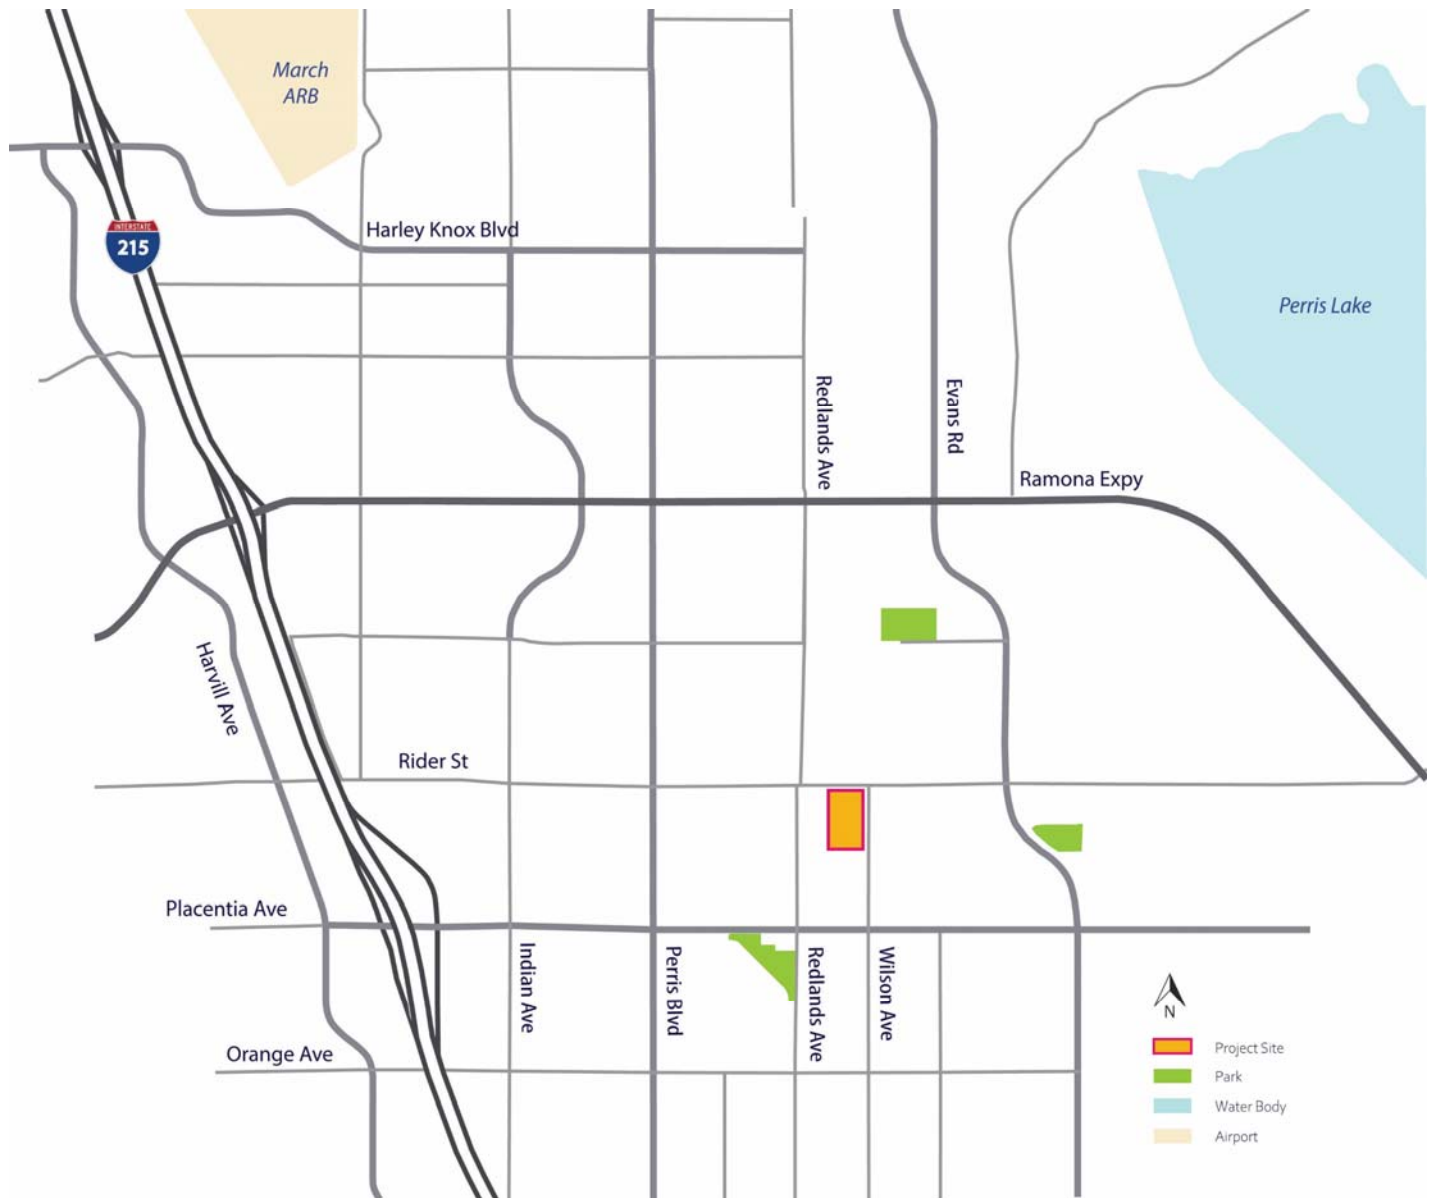 March
ARB
Harley Knox Blvd
INTERSTATE
215
Perris Lake
Redlands Ave
Evans Rd
Ramona Expy
Harvill Ave
Rider St
Placentia Ave
Indian Ave
Perris Blvd
Redlands Ave
Wilson Ave
Orange Ave
N
Project Site
Park
Water Body
Airport